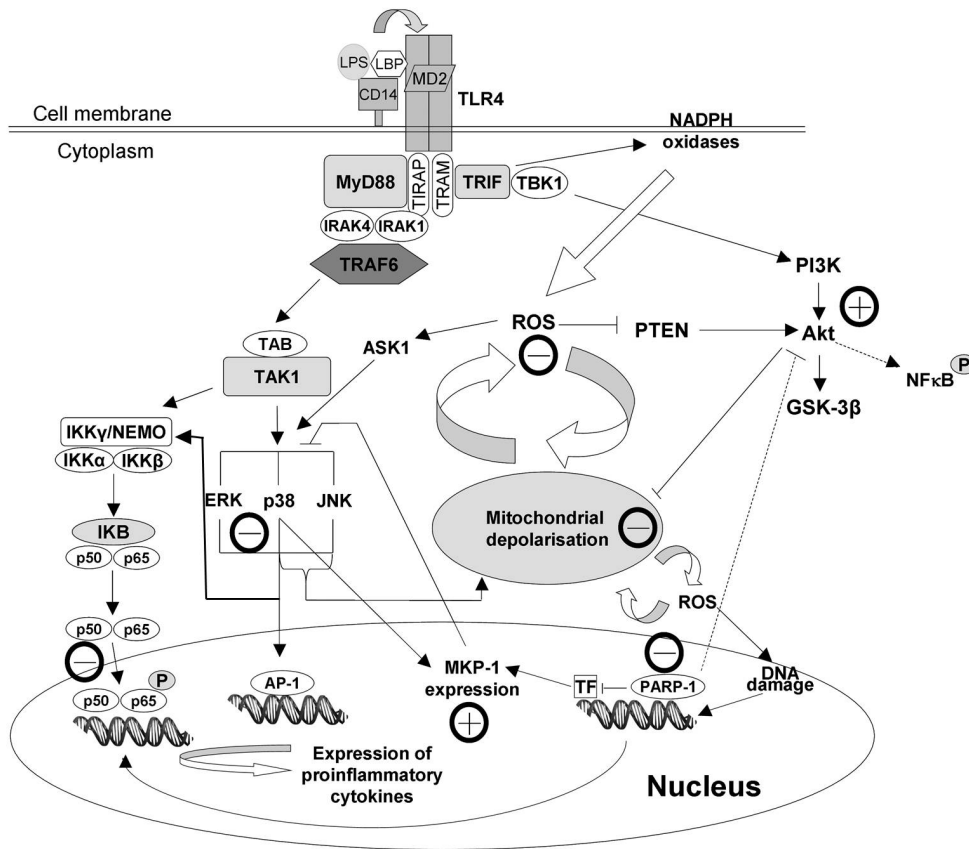 LPS
LBP
CD14
MD2
TLR4
Cell membrane
Cytoplasm
NADPH
oxidases
MyD88
TIRAP
TRAM
TRIF
TBK1
IRAK4
IRAK1
TRAF6
PI3K
+
Akt
NFκB
P
GSK-3β
ROS
−
PTEN
ASK1
TAB
TAK1
IKKγ/NEMO
IKKα
IKKβ
ERK
p38
JNK
−
IKB
p50
p65
Mitochondrial
depolarisation
−
ROS
p50
p65
−
p50
p65
P
AP-1
MKP-1
expression
+
TF
PARP-1
−
DNA
damage
Expression of
proinflammatory
cytokines
Nucleus